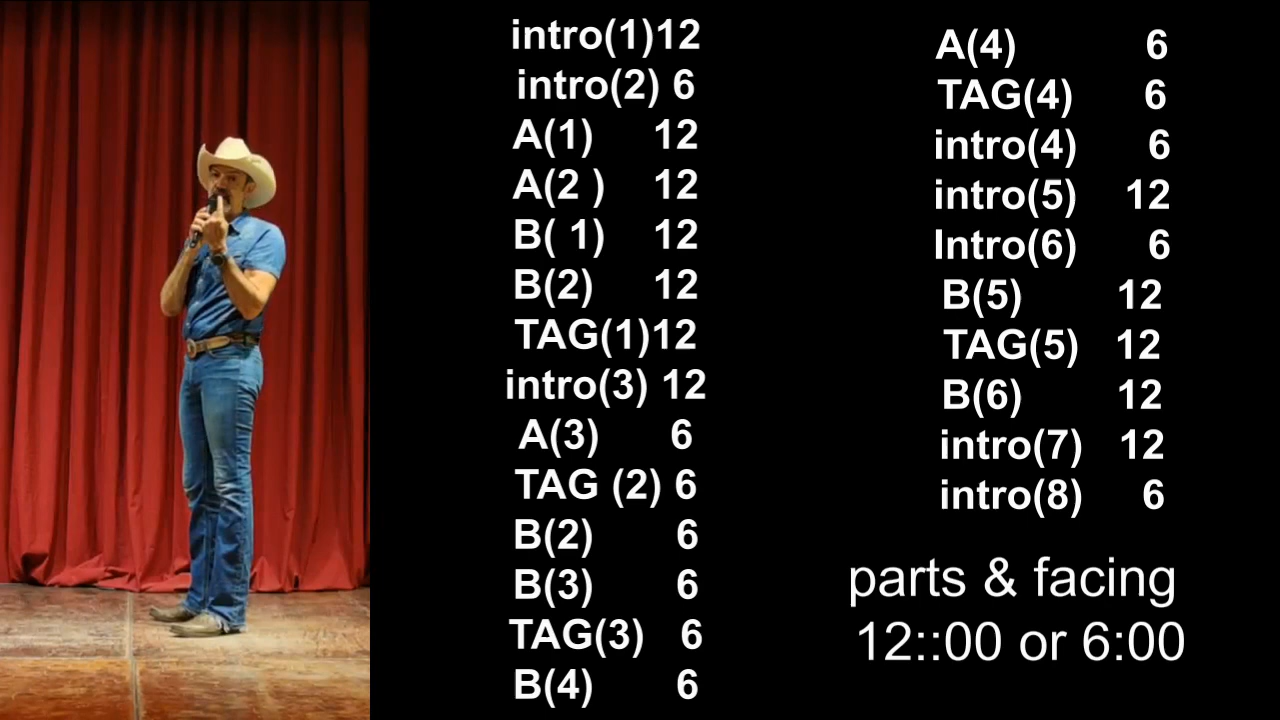 intro(1)12
intro(2) 6
A(1) 12
A(2 ) 12
B( 1) 12
B(2) 12
TAG(1)12
intro(3) 12
A(3) 6
TAG (2) 6
B(2) 6
B(3) 6
TAG(3) 6
B(4) 6
A(4) 6
TAG(4) 6
intro(4) 6
intro(5) 12
Intro(6) 6
B(5) 12
TAG(5) 12
B(6) 12
intro(7) 12
intro(8) 6
parts & facing
12::00 or 6:00